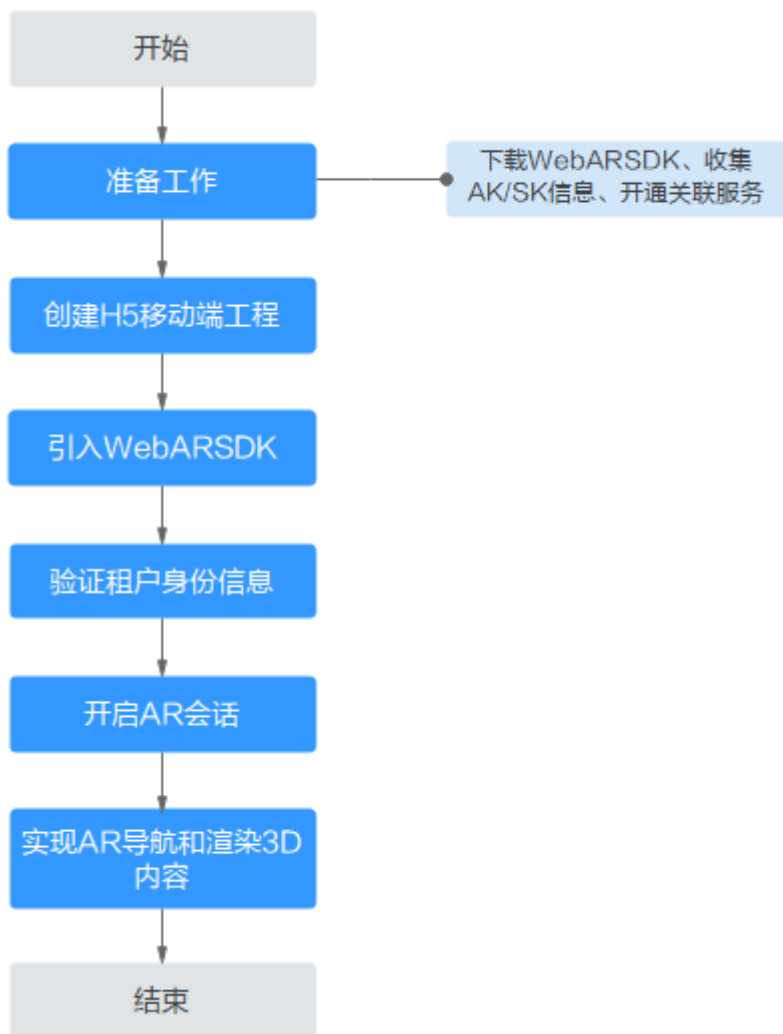 开始
准备工作
下载WebARSDK、收集
AK/SK信息、开通关联服务
创建H5移动端工程
引入WebARSDK
验证租户身份信息
开启AR会话
实现AR导航和渲染3D
内容
结束